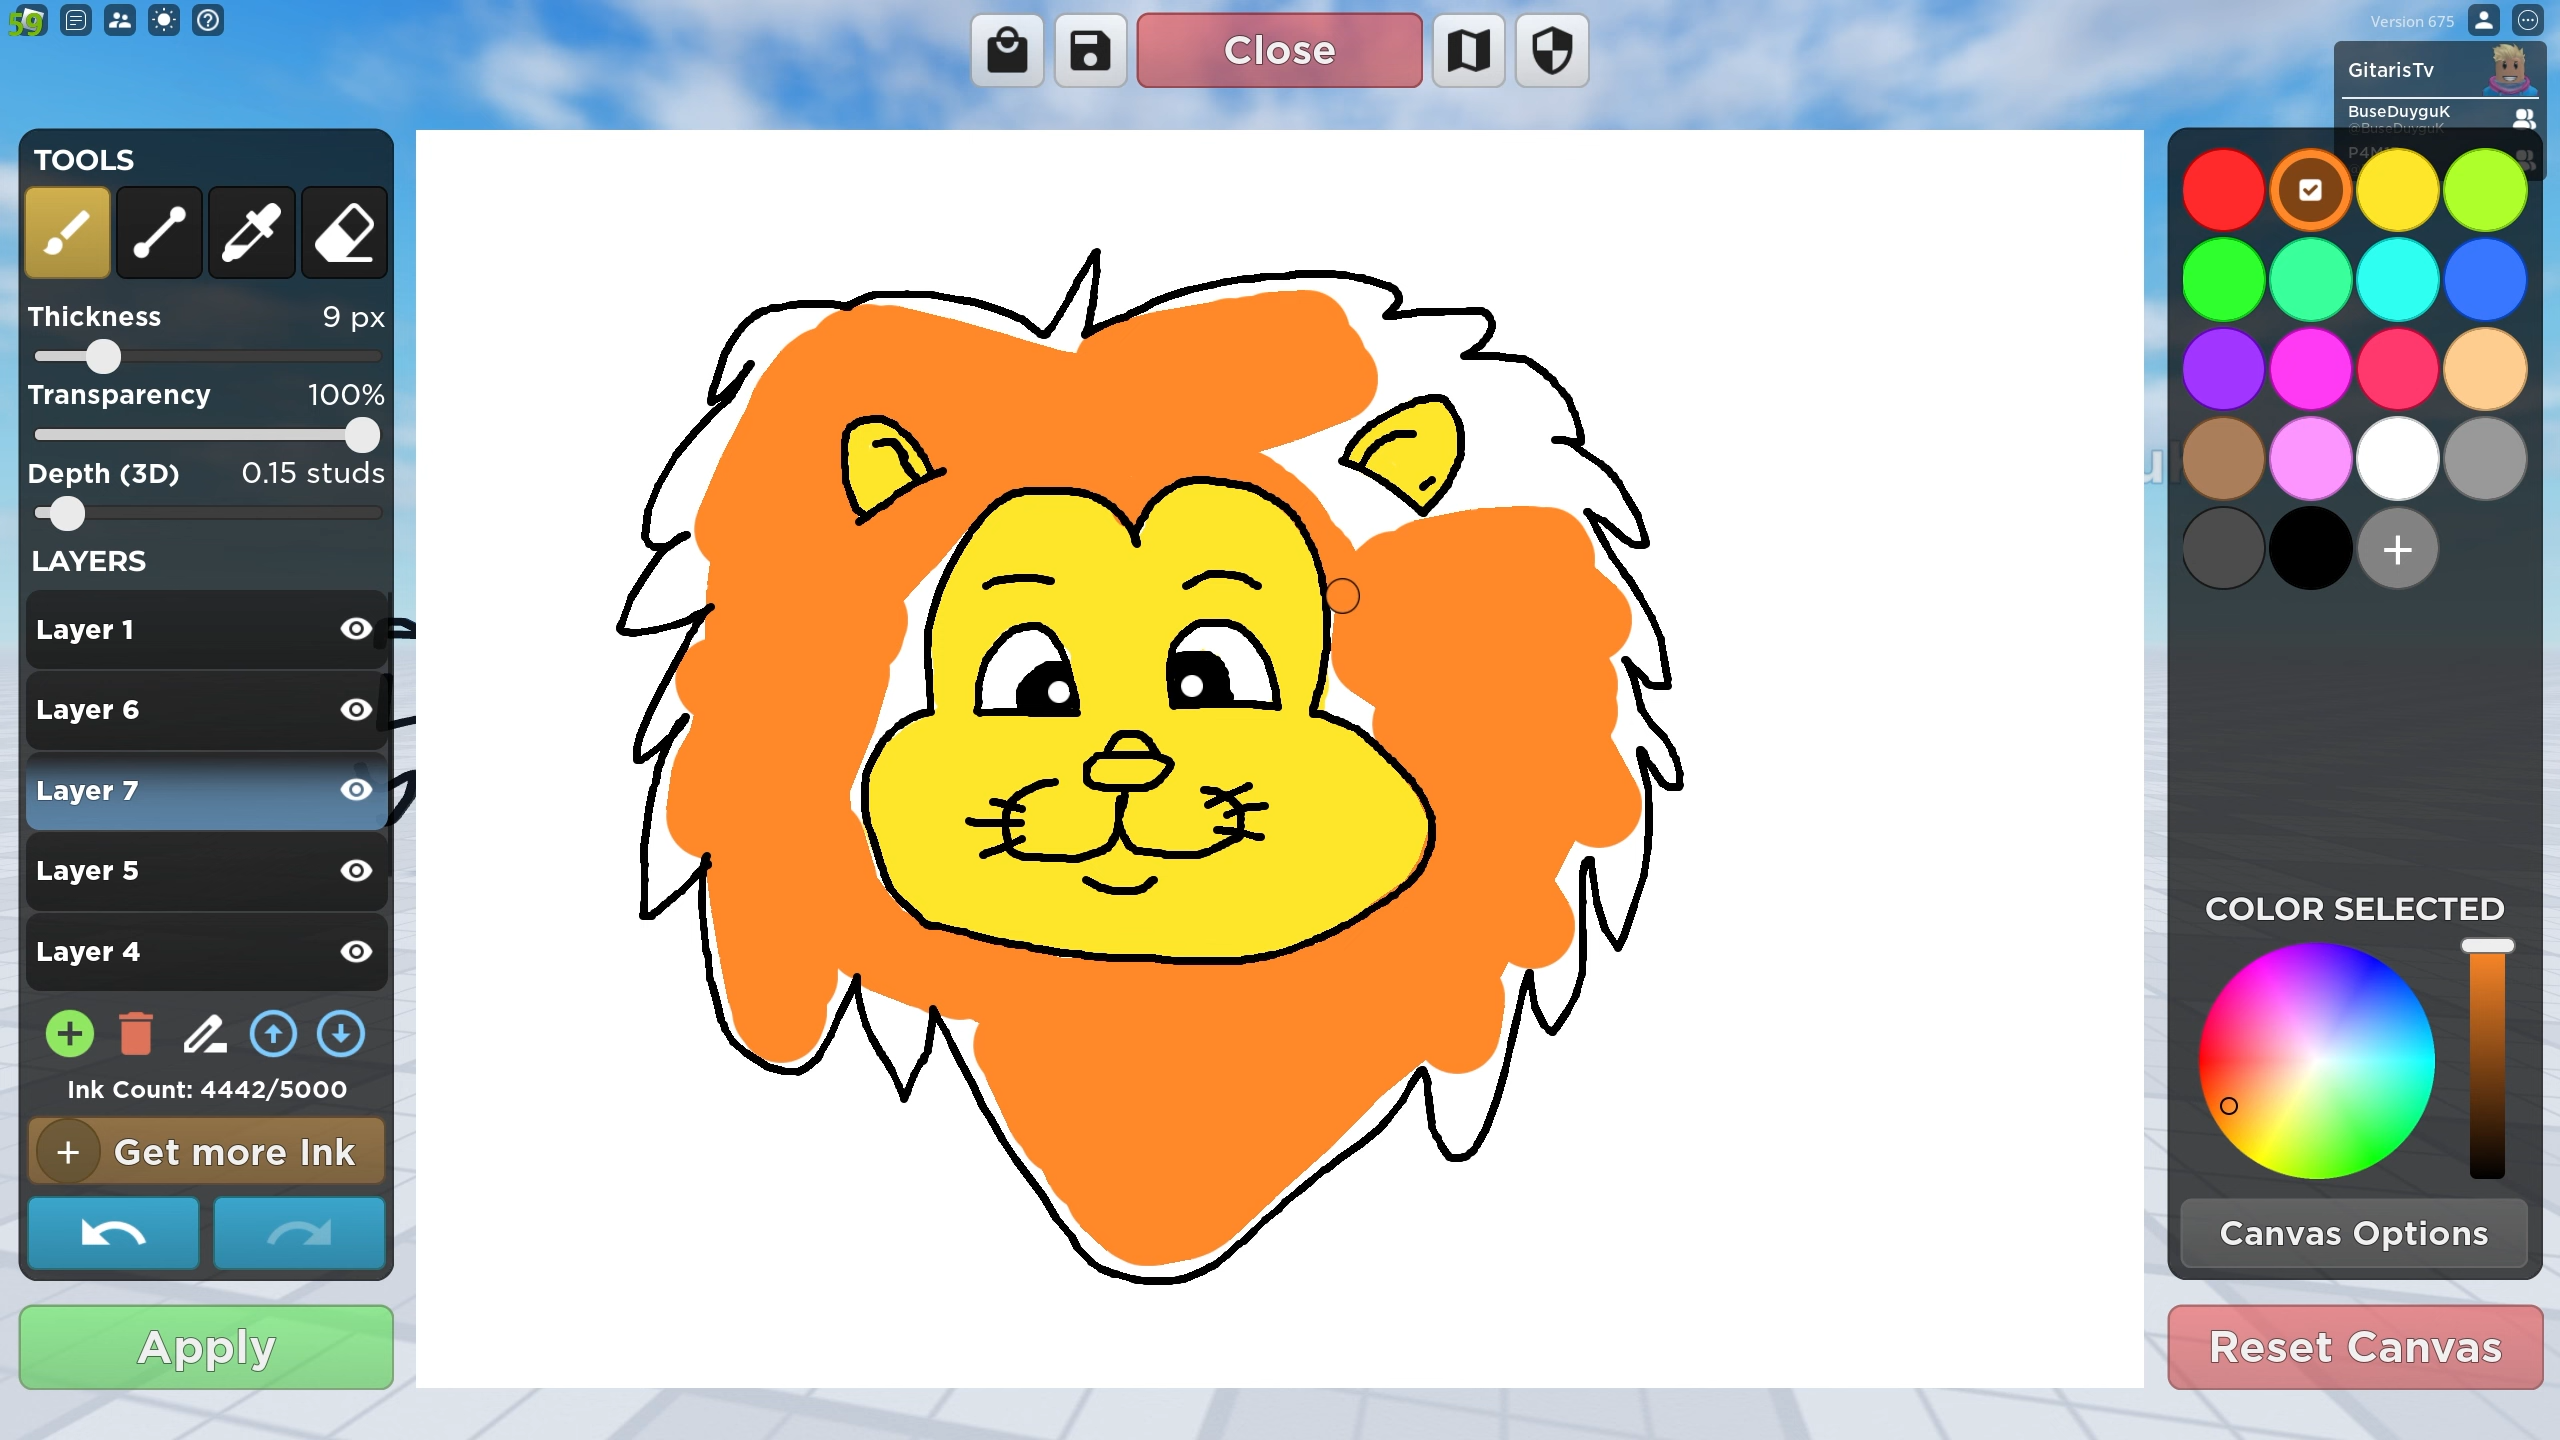 59
Close
Version 675
GitarisTv
BuseDuyguK
@BuseDuyguK
TOOLS
Thickness 9 px
Transparency 100%
Depth (3D) 0.15 studs
LAYERS
Layer 1
Layer 6
Layer 7
Layer 5
Layer 4
Ink Count: 4442/5000
+ Get more Ink
Apply
COLOR SELECTED
Canvas Options
Reset Canvas